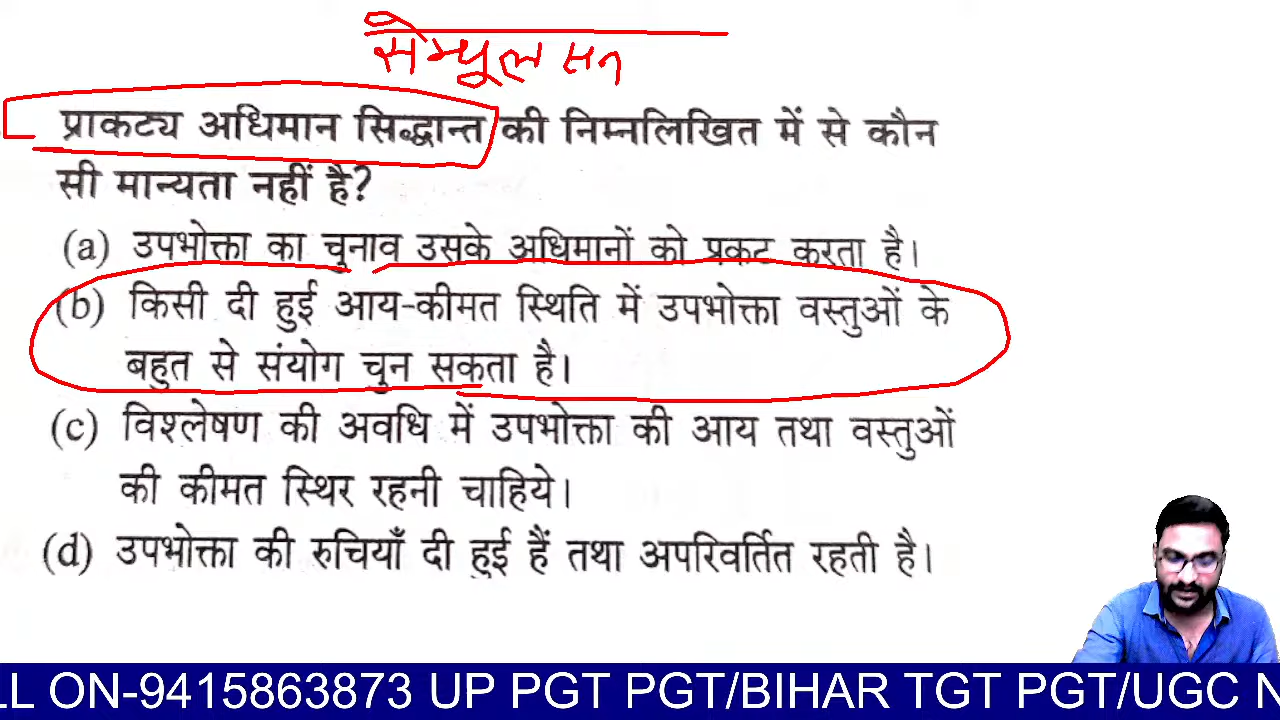 सेम्युलसन
प्राकट्य अधिमान सिद्धान्त की निम्नलिखित में से कौन
सी मान्यता नहीं है?
(a) उपभोक्ता का चुनाव उसके अधिमानों को प्रकट करता है।
(b) किसी दी हुई आय-कीमत स्थिति में उपभोक्ता वस्तुओं के
बहुत से संयोग चुन सकता है।
(c) विश्लेषण की अवधि में उपभोक्ता की आय तथा वस्तुओं
की कीमत स्थिर रहनी चाहिये।
(d) उपभोक्ता की रुचियाँ दी हुई हैं तथा अपरिवर्तित रहती है।
LL ON-9415863873 UP PGT PGT/BIHAR TGT PGT/UGC N